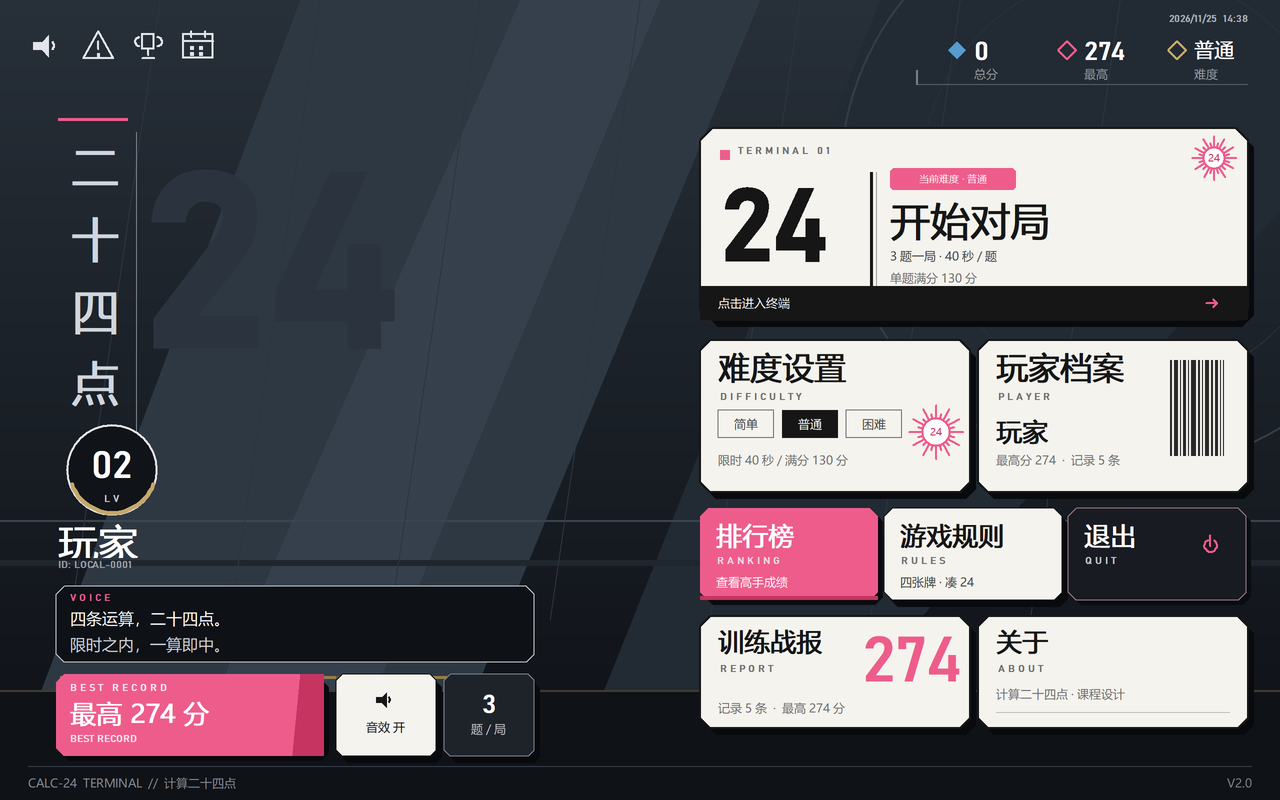 2026/11/25 14:38
0
总分
274
最高
普通
难度
二
十
四
点
24
02
LV
玩家
ID: LOCAL-0001
VOICE
四条运算，二十四点。
限时之内，一算即中。
BEST RECORD
最高 274 分
BEST RECORD
音效 开
3
题 / 局
TERMINAL 01
24
24
当前难度 · 普通
开始对局
3 题一局 · 40 秒 / 题
单题满分 130 分
点击进入终端
难度设置
DIFFICULTY
简单
普通
困难
24
限时 40 秒 / 满分 130 分
玩家档案
PLAYER
玩家
最高分 274 · 记录 5 条
排行榜
RANKING
查看高手成绩
游戏规则
RULES
四张牌 · 凑 24
退出
QUIT
训练战报
REPORT
274
记录 5 条 · 最高 274 分
关于
ABOUT
计算二十四点 · 课程设计
CALC-24 TERMINAL // 计算二十四点
V2.0